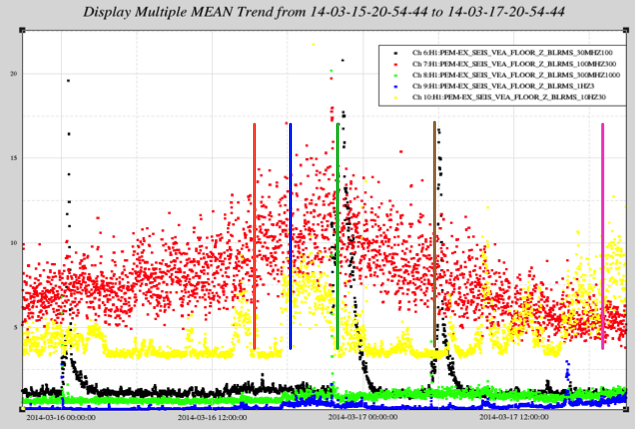 Display Multiple MEAN Trend from 14-03-15-20-54-44 to 14-03-17-20-54-44
Ch 6:H1:PEM-EX_SEIS_VEA_FLOOR_Z_BLRMS_30MHZ100
Ch 7:H1:PEM-EX_SEIS_VEA_FLOOR_Z_BLRMS_100MHZ300
Ch 8:H1:PEM-EX_SEIS_VEA_FLOOR_Z_BLRMS_300MHZ1000
Ch 9:H1:PEM-EX_SEIS_VEA_FLOOR_Z_BLRMS_1HZ3
Ch 10:H1:PEM-EX_SEIS_VEA_FLOOR_Z_BLRMS_10HZ30
20
15
10
5
2014-03-16 00:00:00 2014-03-16 12:00:00 2014-03-17 00:00:00 2014-03-17 12:00:00